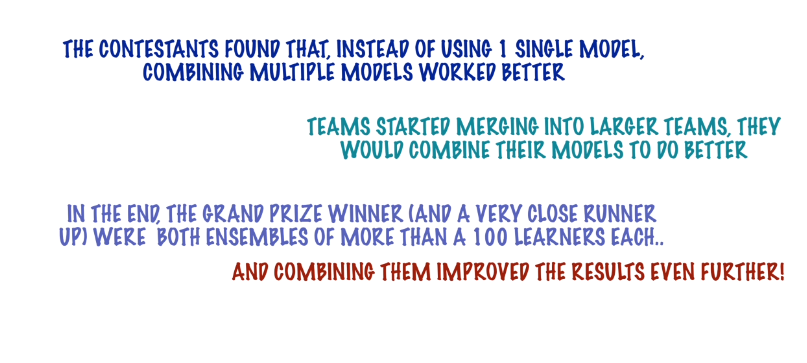 THE CONTESTANTS FOUND THAT, INSTEAD OF USING 1 SINGLE MODEL,
COMBINING MULTIPLE MODELS WORKED BETTER
TEAMS STARTED MERGING INTO LARGER TEAMS, THEY
WOULD COMBINE THEIR MODELS TO DO BETTER
IN THE END, THE GRAND PRIZE WINNER (AND A VERY CLOSE RUNNER
UP) WERE BOTH ENSEMBLES OF MORE THAN A 100 LEARNERS EACH..
AND COMBINING THEM IMPROVED THE RESULTS EVEN FURTHER!